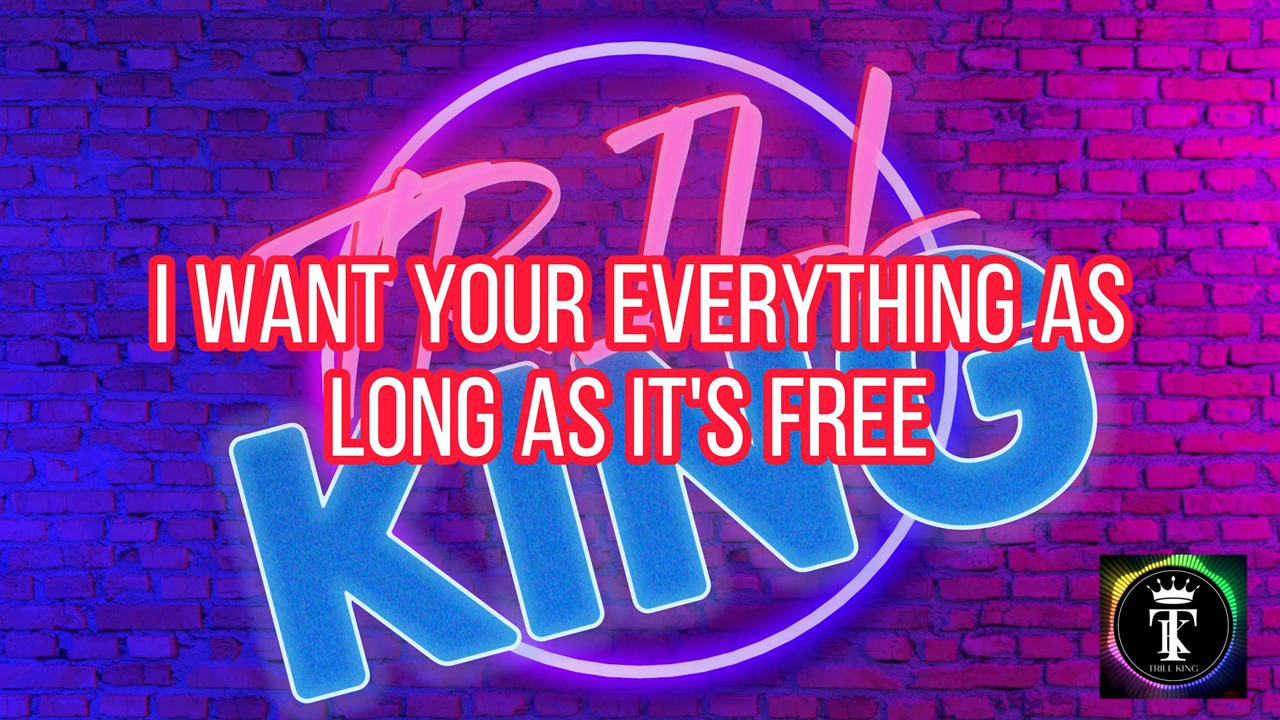 TRILL
KING
I WANT YOUR EVERYTHING AS
LONG AS IT'S FREE
TK
TRILL KING